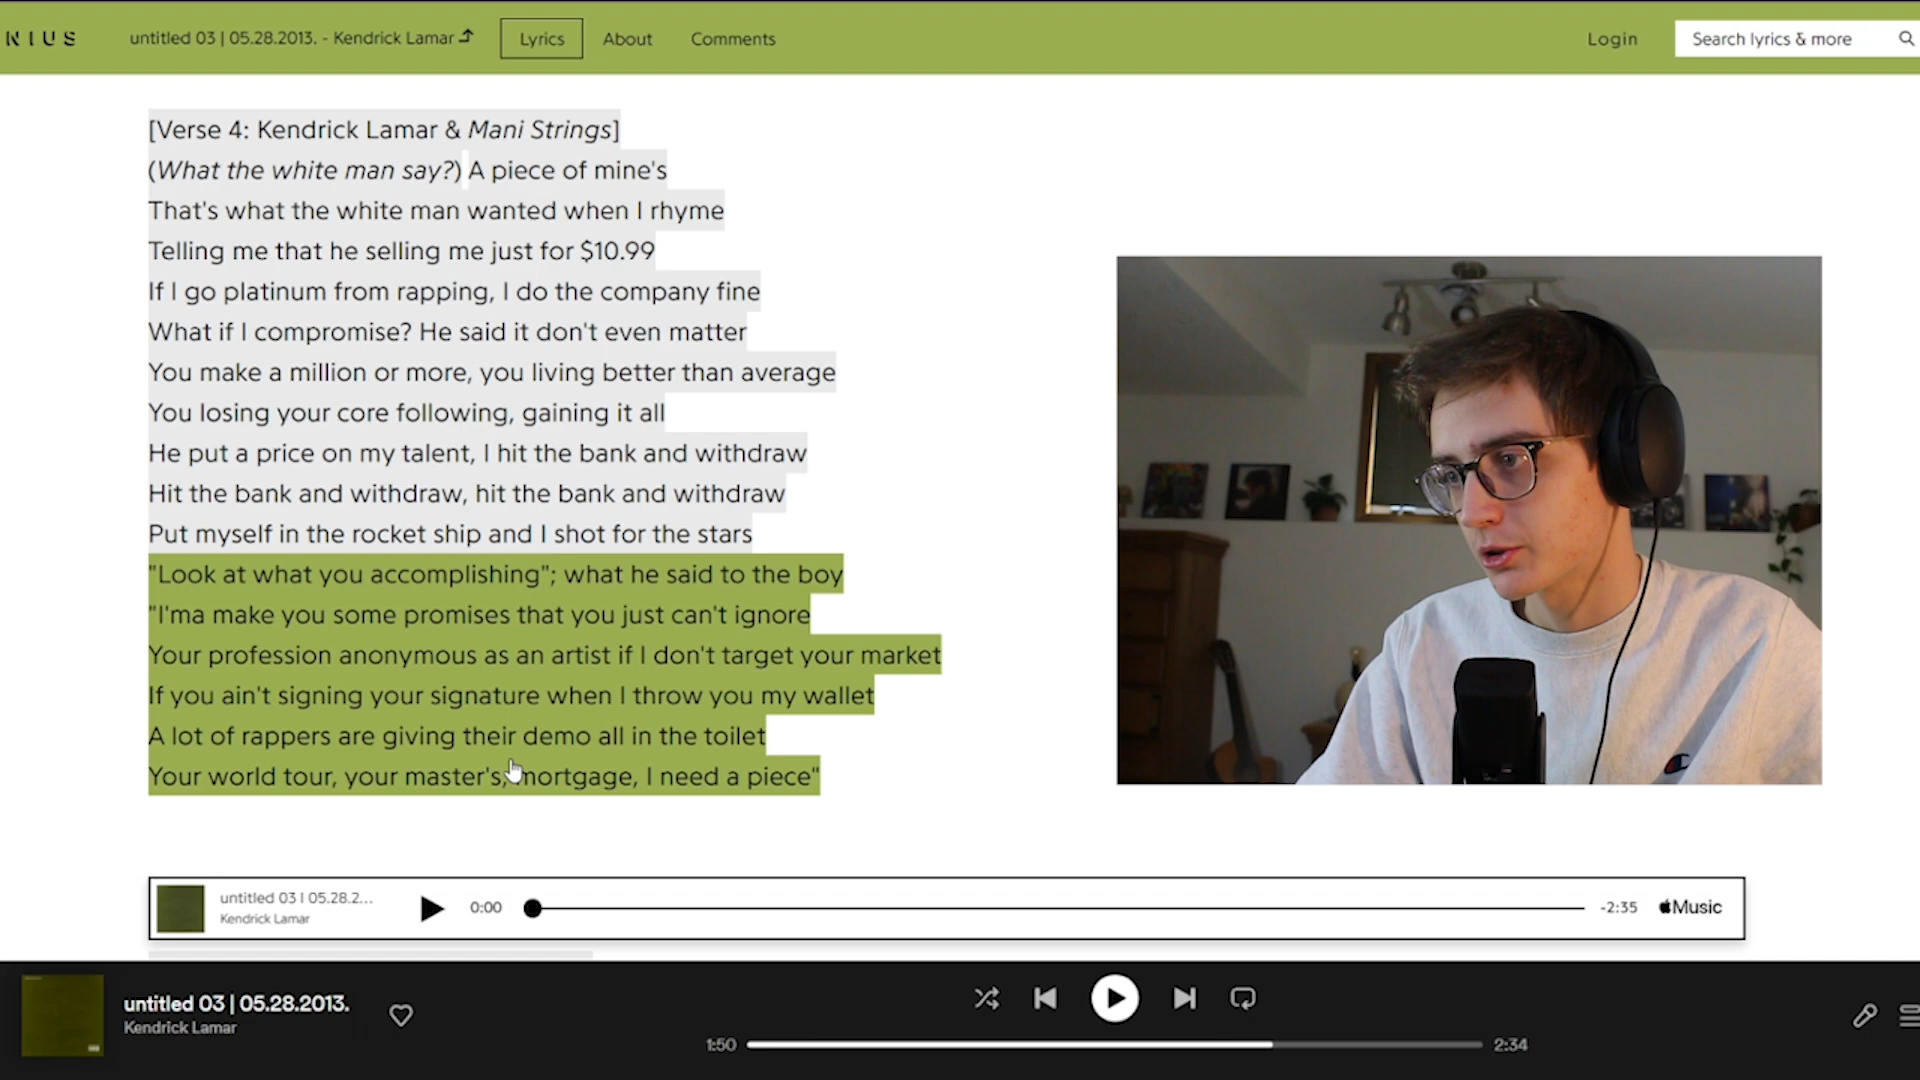 NIUS
untitled 03 | 05.28.2013. - Kendrick Lamar
Lyrics
About
Comments
Login
Search lyrics & more
[Verse 4: Kendrick Lamar & Mani Strings]
(What the white man say?) A piece of mine's
That's what the white man wanted when I rhyme
Telling me that he selling me just for $10.99
If I go platinum from rapping, I do the company fine
What if I compromise? He said it don't even matter
You make a million or more, you living better than average
You losing your core following, gaining it all
He put a price on my talent, I hit the bank and withdraw
Hit the bank and withdraw, hit the bank and withdraw
Put myself in the rocket ship and I shot for the stars
"Look at what you accomplishing"; what he said to the boy
"I'ma make you some promises that you just can't ignore
Your profession anonymous as an artist if I don't target your market
If you ain't signing your signature when I throw you my wallet
A lot of rappers are giving their demo all in the toilet
Your world tour, your master's, mortgage, I need a piece"
untitled 03 | 05.28.2...
Kendrick Lamar
0:00
-2:35
Music
untitled 03 | 05.28.2013.
Kendrick Lamar
1:50
2:34